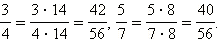 3/4 = (3 · 14)/(4 · 14) = 42/56, 5/7 = (5 · 8)/(7 · 8) = 40/56.